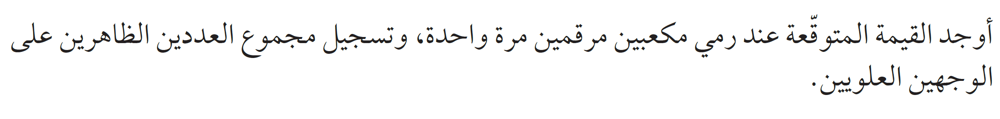 أوجد القيمة المتوقّعة عند رمي مكعبين مرقمين مرة واحدة، وتسجيل مجموع العددين الظاهرين على
الوجهين العلويين.